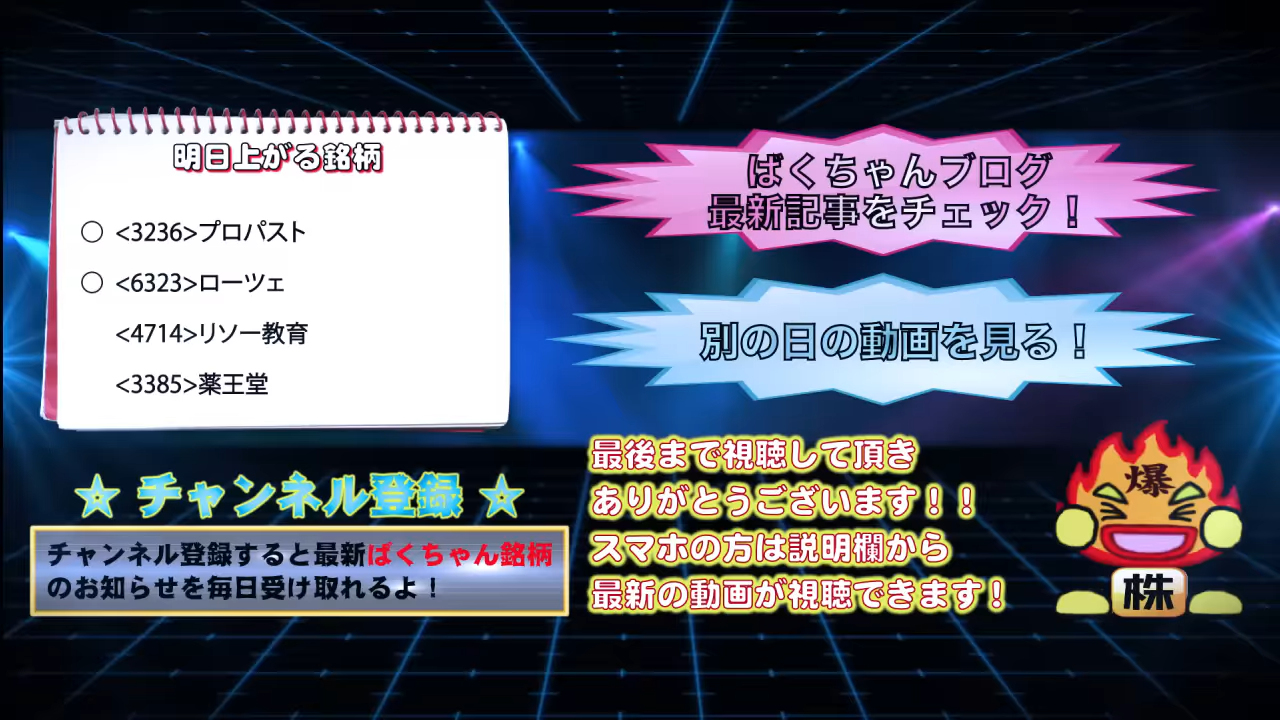 明日上がる銘柄
○ <3236>プロパスト
○ <6323>ローツェ
<4714>リソー教育
<3385>薬王堂
☆ チャンネル登録 ☆
チャンネル登録すると最新ばくちゃん銘柄
のお知らせを毎日受け取れるよ！
ばくちゃんブログ
最新記事をチェック！
別の日の動画を見る！
最後まで視聴して頂き
ありがとうございます！！
スマホの方は説明欄から
最新の動画が視聴できます！
爆
株